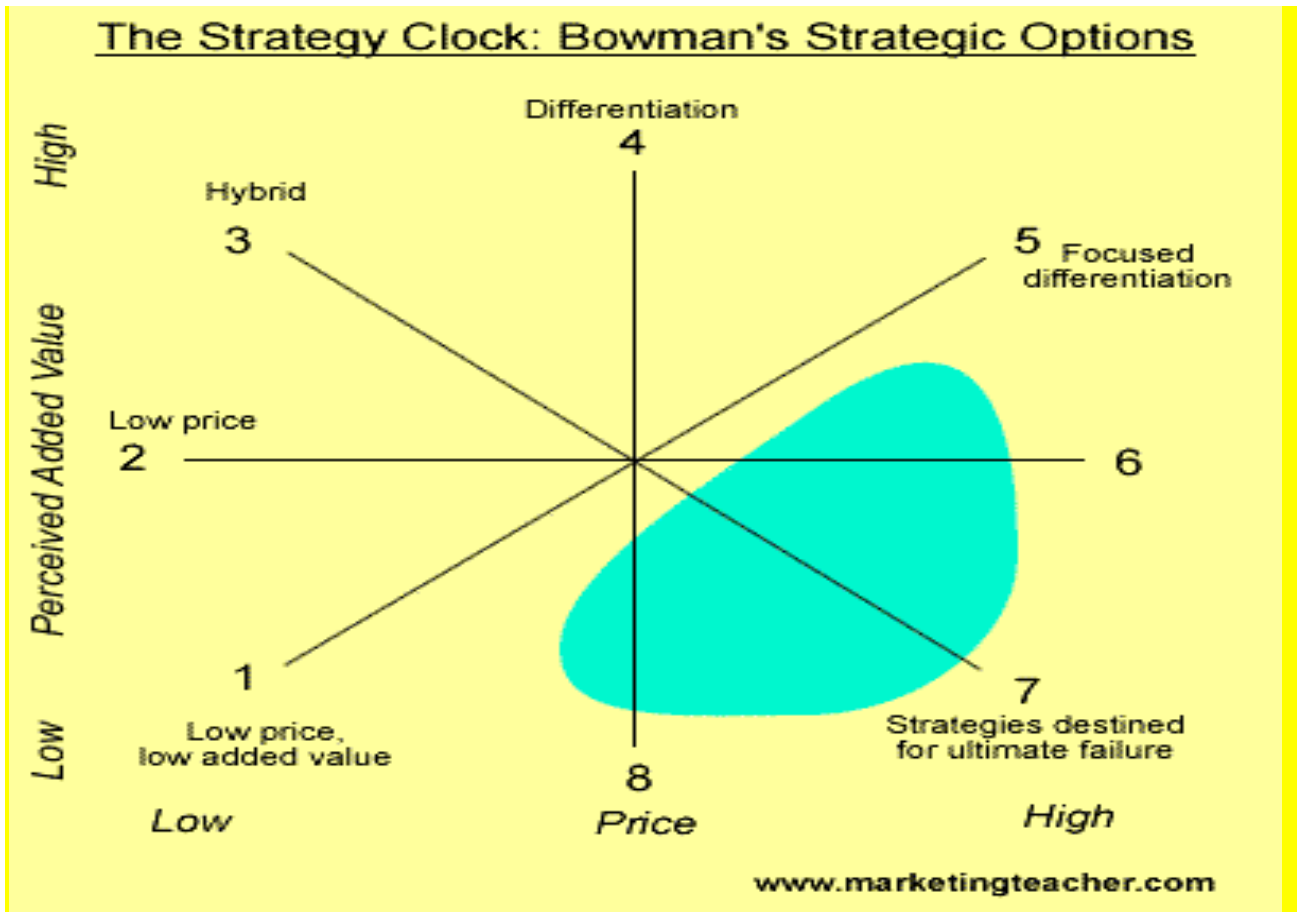 The Strategy Clock: Bowman's Strategic Options
Differentiation
4
High
Hybrid
3
5
Focused
differentiation
Perceived Added Value
Low price
2
6
1
Low price,
low added value
7
Strategies destined
for ultimate failure
Low
8
Low
Price
High
www.marketingteacher.com